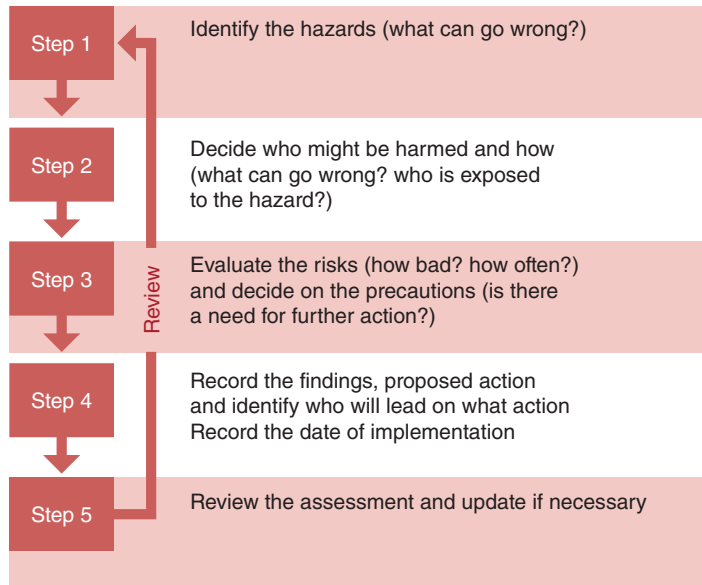 Step 1
Identify the hazards (what can go wrong?)
Step 2
Decide who might be harmed and how
(what can go wrong? who is exposed
to the hazard?)
Step 3
Evaluate the risks (how bad? how often?)
and decide on the precautions (is there
a need for further action?)
Review
Step 4
Record the findings, proposed action
and identify who will lead on what action
Record the date of implementation
Step 5
Review the assessment and update if necessary